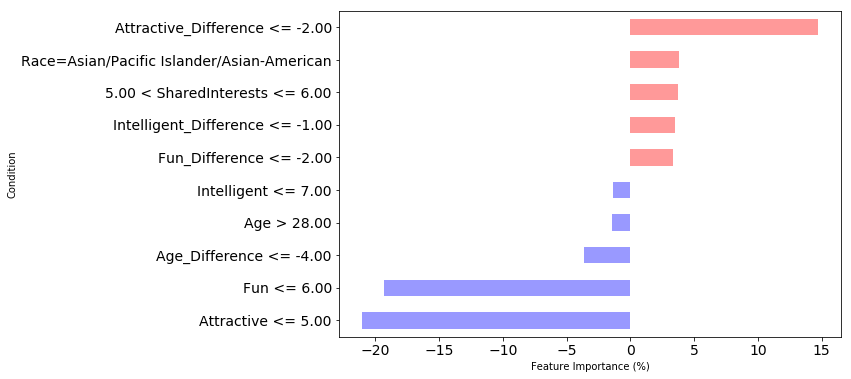 Attractive_Difference <= -2.00
Race=Asian/Pacific Islander/Asian-American
5.00 < SharedInterests <= 6.00
Intelligent_Difference <= -1.00
Fun_Difference <= -2.00
Condition
Intelligent <= 7.00
Age > 28.00
Age_Difference <= -4.00
Fun <= 6.00
Attractive <= 5.00
−20 −15 −10 −5 0 5 10 15
Feature Importance (%)